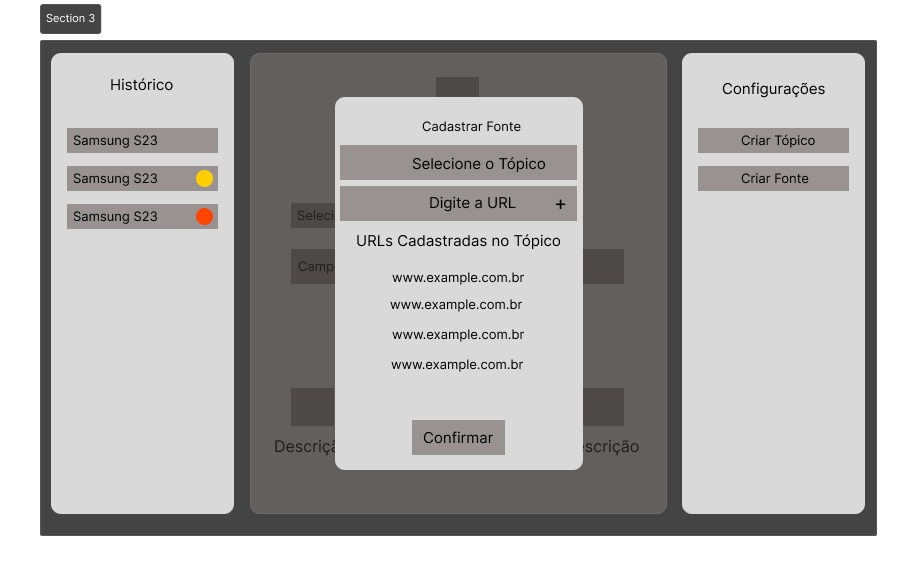 Section 3
Histórico
Samsung S23
Samsung S23
Samsung S23
Seleci
Camp
Descriçã
escrição
Cadastrar Fonte
Selecione o Tópico
Digite a URL +
URLs Cadastradas no Tópico
www.example.com.br
www.example.com.br
www.example.com.br
www.example.com.br
Confirmar
Configurações
Criar Tópico
Criar Fonte